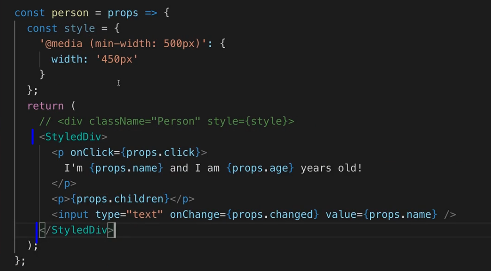 const person = props => {
  const style = {
    '@media (min-width: 500px)': {
      width: '450px'
    }
  };
  return (
    // <div className="Person" style={style}>
    <StyledDiv>
      <p onClick={props.click}>
        I'm {props.name} and I am {props.age} years old!
      </p>
      <p>{props.children}</p>
      <input type="text" onChange={props.changed} value={props.name} />
    </StyledDiv>
  );
};